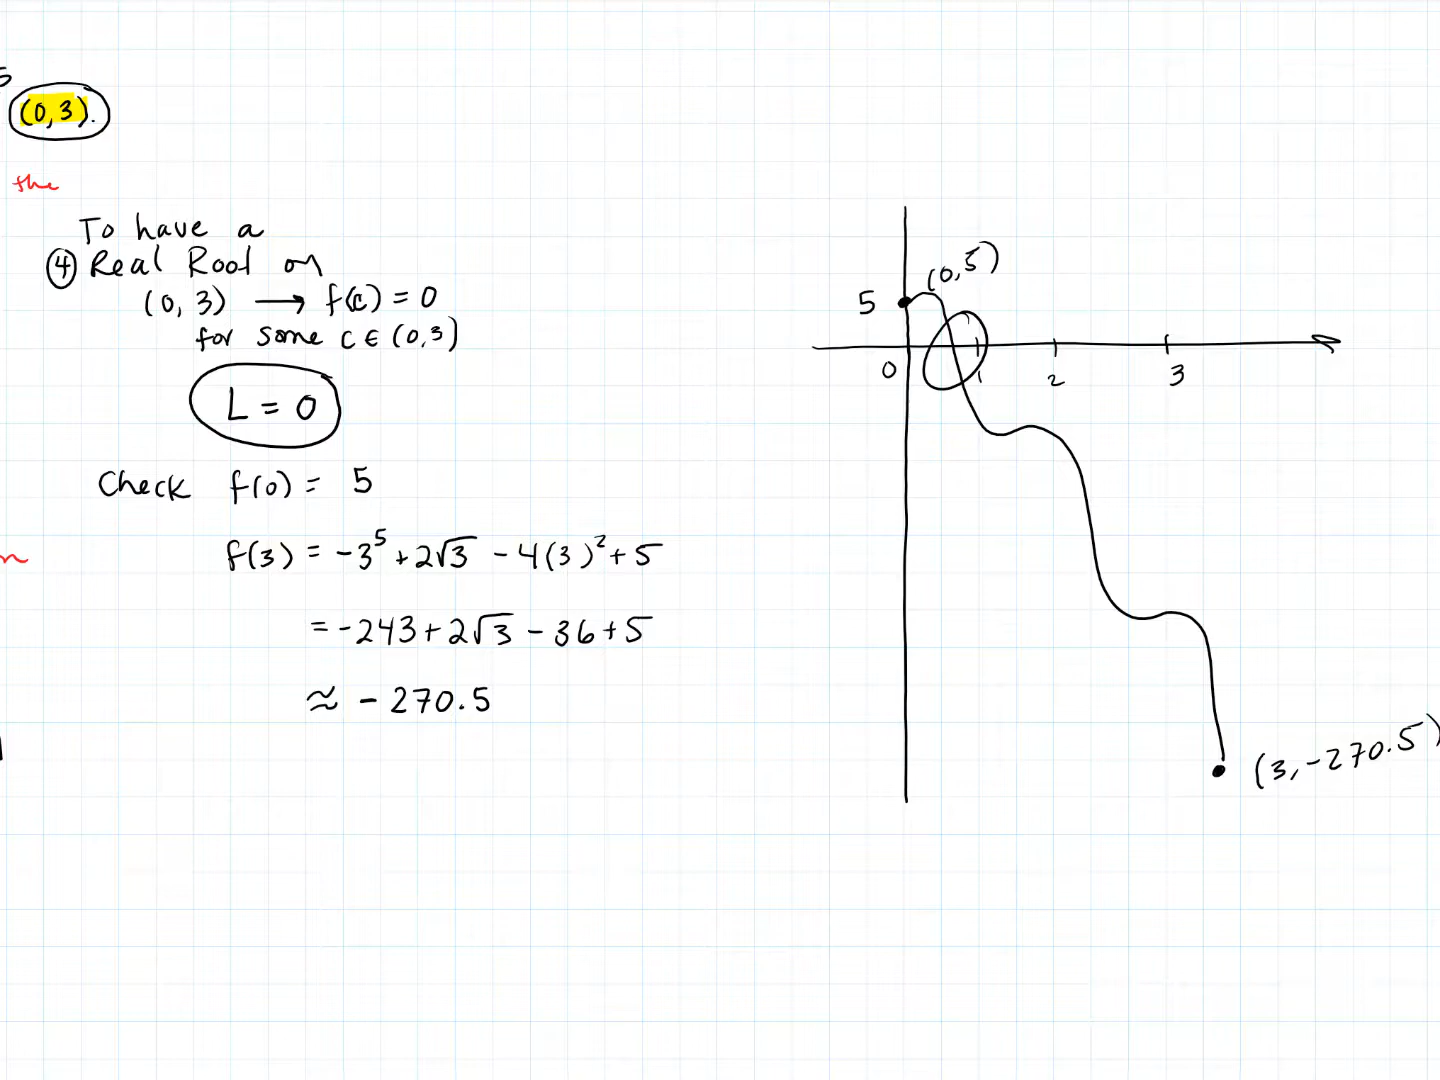 5
(0, 3).
the
To have a
④ Real Root on
(0, 3) → f(c) = 0
for some c ∈ (0,3)
L = 0
Check f(0) = 5
f(3) = -3⁵ + 2√3 - 4(3)² + 5
= -243 + 2√3 - 36 + 5
≈ -270.5
(0,5)
5
0 1 2 3
(3, -270.5)